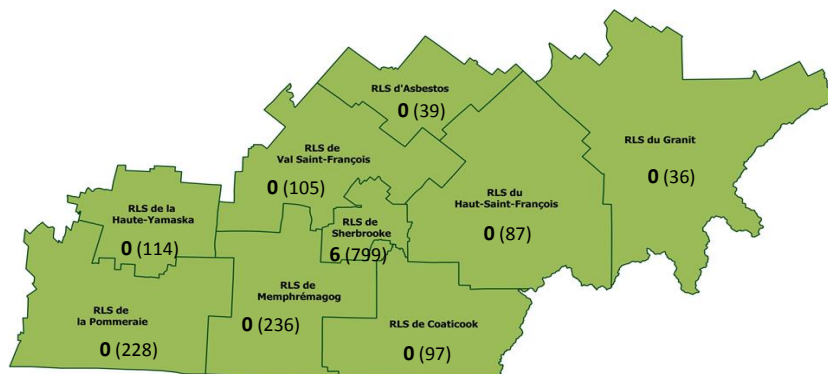 RLS d'Asbestos
0 (39)
RLS du Granit
0 (36)
RLS de
Val Saint-François
0 (105)
RLS du
Haut-Saint-François
0 (87)
RLS de la
Haute-Yamaska
0 (114)
RLS de
Sherbrooke
6 (799)
RLS de
la Pommeraie
0 (228)
RLS de
Memphrémagog
0 (236)
RLS de Coaticook
0 (97)